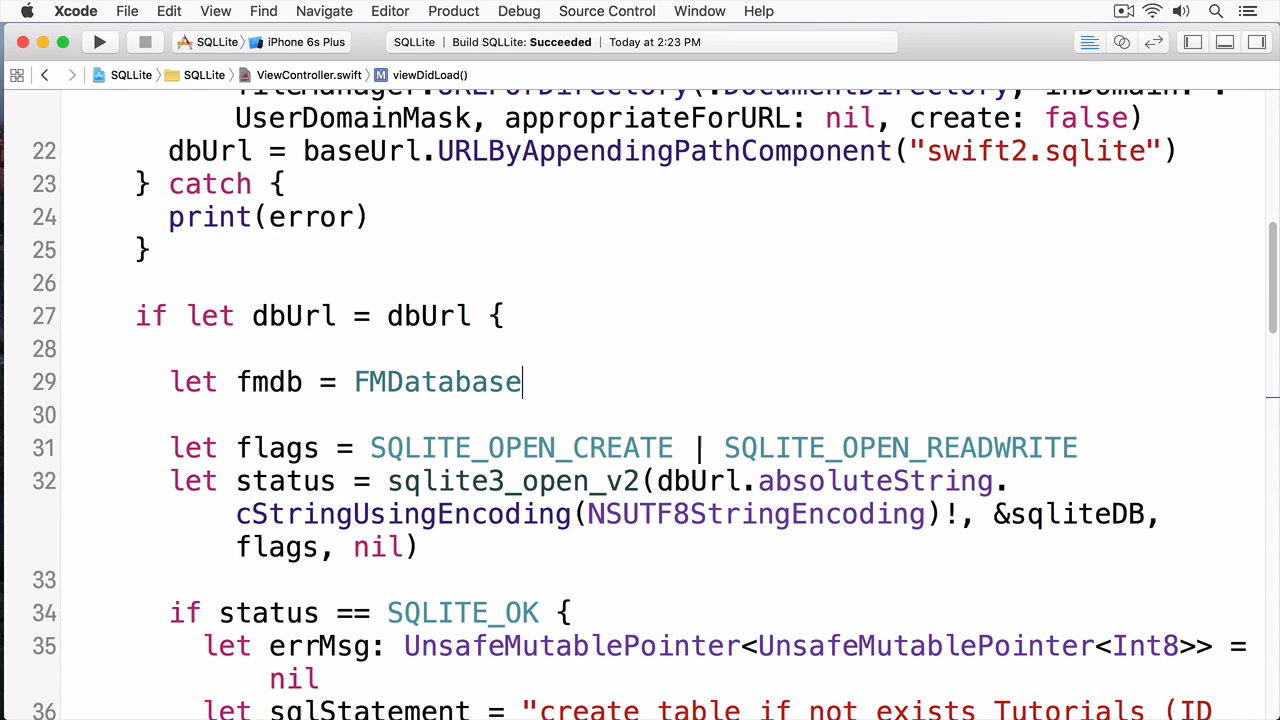 Xcode File Edit View Find Navigate Editor Product Debug Source Control Window Help
SQLLite iPhone 6s Plus SQLLite | Build SQLLite: Succeeded | Today at 2:23 PM
SQLLite SQLLite ViewController.swift M viewDidLoad()
fileManager.URLForDirectory(.DocumentDirectory, inDomain: .
UserDomainMask, appropriateForURL: nil, create: false)
22 dbUrl = baseUrl.URLByAppendingPathComponent("swift2.sqlite")
23 } catch {
24 print(error)
25 }
26
27 if let dbUrl = dbUrl {
28
29 let fmdb = FMDatabase
30
31 let flags = SQLITE_OPEN_CREATE | SQLITE_OPEN_READWRITE
32 let status = sqlite3_open_v2(dbUrl.absoluteString.
cStringUsingEncoding(NSUTF8StringEncoding)!, &sqliteDB,
flags, nil)
33
34 if status == SQLITE_OK {
35 let errMsg: UnsafeMutablePointer<UnsafeMutablePointer<Int8>> =
nil
36 let sqlStatement = "create table if not exists Tutorials (ID